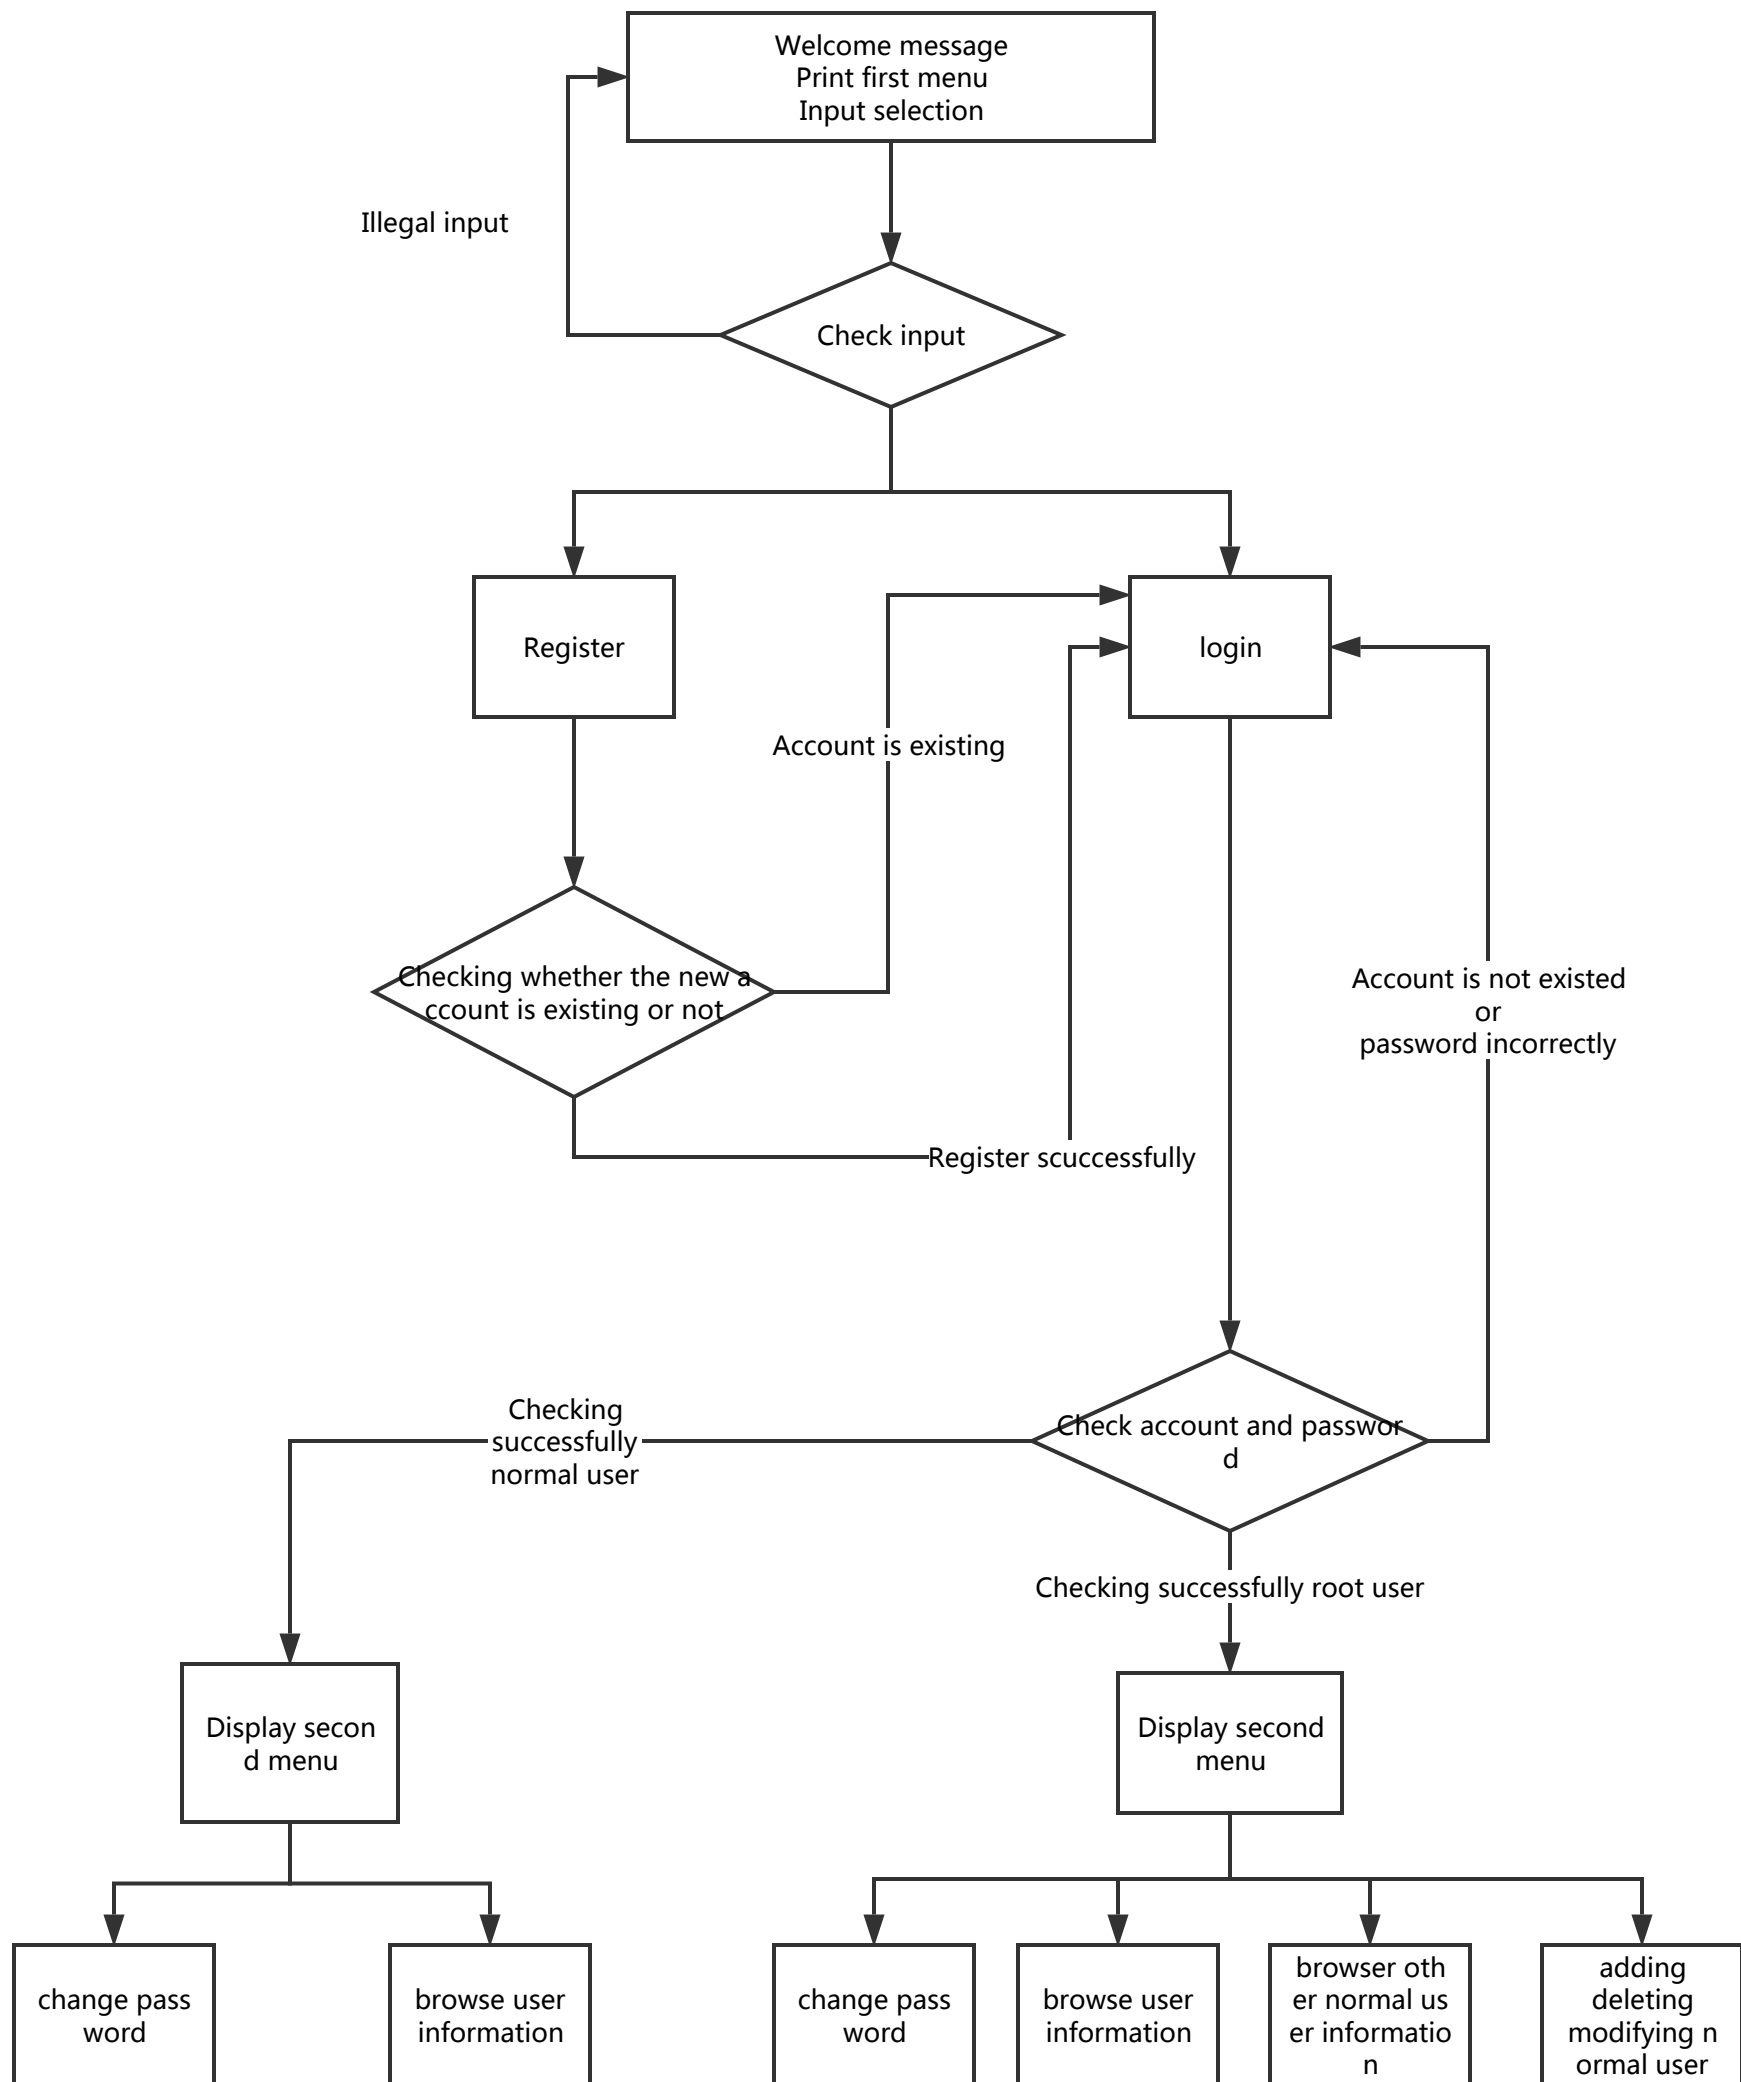 Welcome message
Print first menu
Input selection
Illegal input
Check input
Register
login
Account is existing
Checking whether the new a
ccount is existing or not
Account is not existed
or
password incorrectly
Register scuccessfully
Checking
successfully
normal user
Check account and passwor
d
Checking successfully root user
Display secon
d menu
Display second
menu
change pass
word
browse user
information
change pass
word
browse user
information
browser oth
er normal us
er informatio
n
adding
deleting
modifying n
ormal user